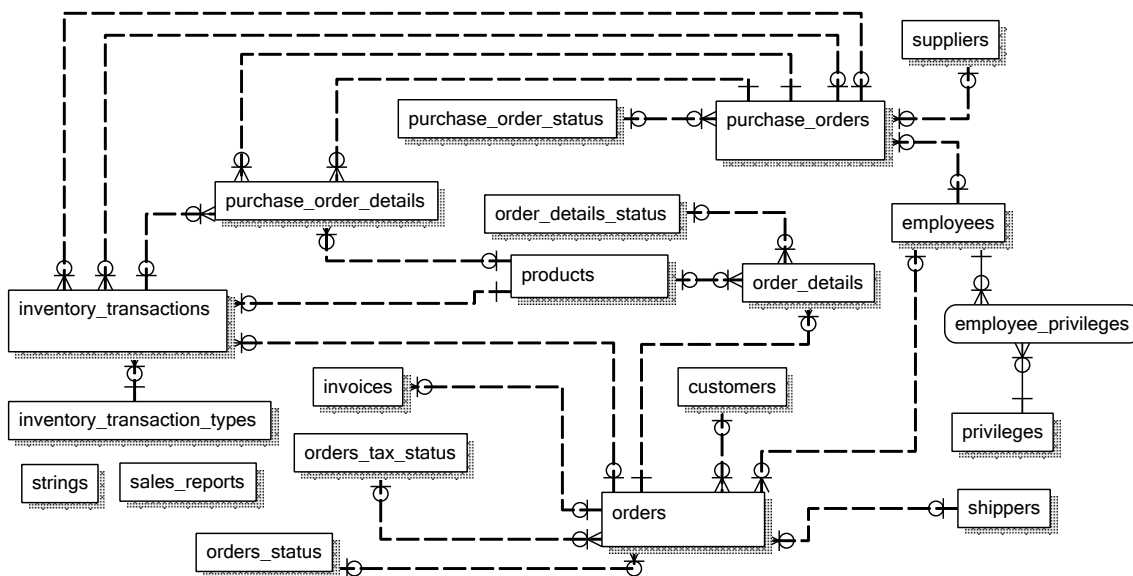 suppliers
purchase_order_status
purchase_orders
purchase_order_details
order_details_status
employees
products
order_details
inventory_transactions
employee_privileges
invoices
customers
inventory_transaction_types
privileges
orders_tax_status
strings
sales_reports
orders
shippers
orders_status